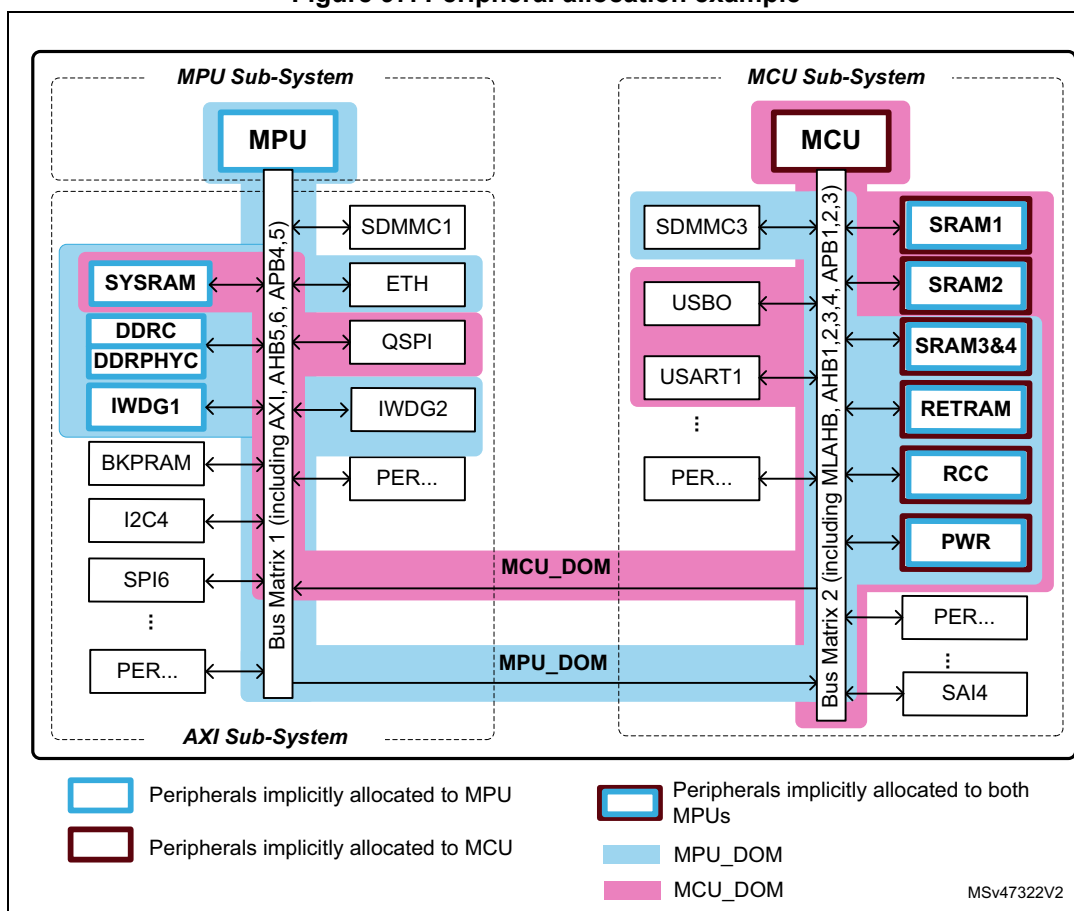 MPU Sub-System
MCU Sub-System
MPU
MCU
SDMMC1
SYSRAM
ETH
DDRC
DDRPHYC
QSPI
IWDG1
IWDG2
BKPRAM
PER...
I2C4
SPI6
⋮
PER...
Bus Matrix 1 (including AXI, AHB5,6, APB4,5)
AXI Sub-System
MCU_DOM
MPU_DOM
SDMMC3
SRAM1
USBO
SRAM2
USART1
SRAM3&4
⋮
RETRAM
PER...
RCC
PWR
PER...
⋮
SAI4
Bus Matrix 2 (including MLAHB, AHB1,2,3,4, APB1,2,3)
Peripherals implicitly allocated to MPU
Peripherals implicitly allocated to MCU
Peripherals implicitly allocated to both
MPUs
MPU_DOM
MCU_DOM
MSv47322V2